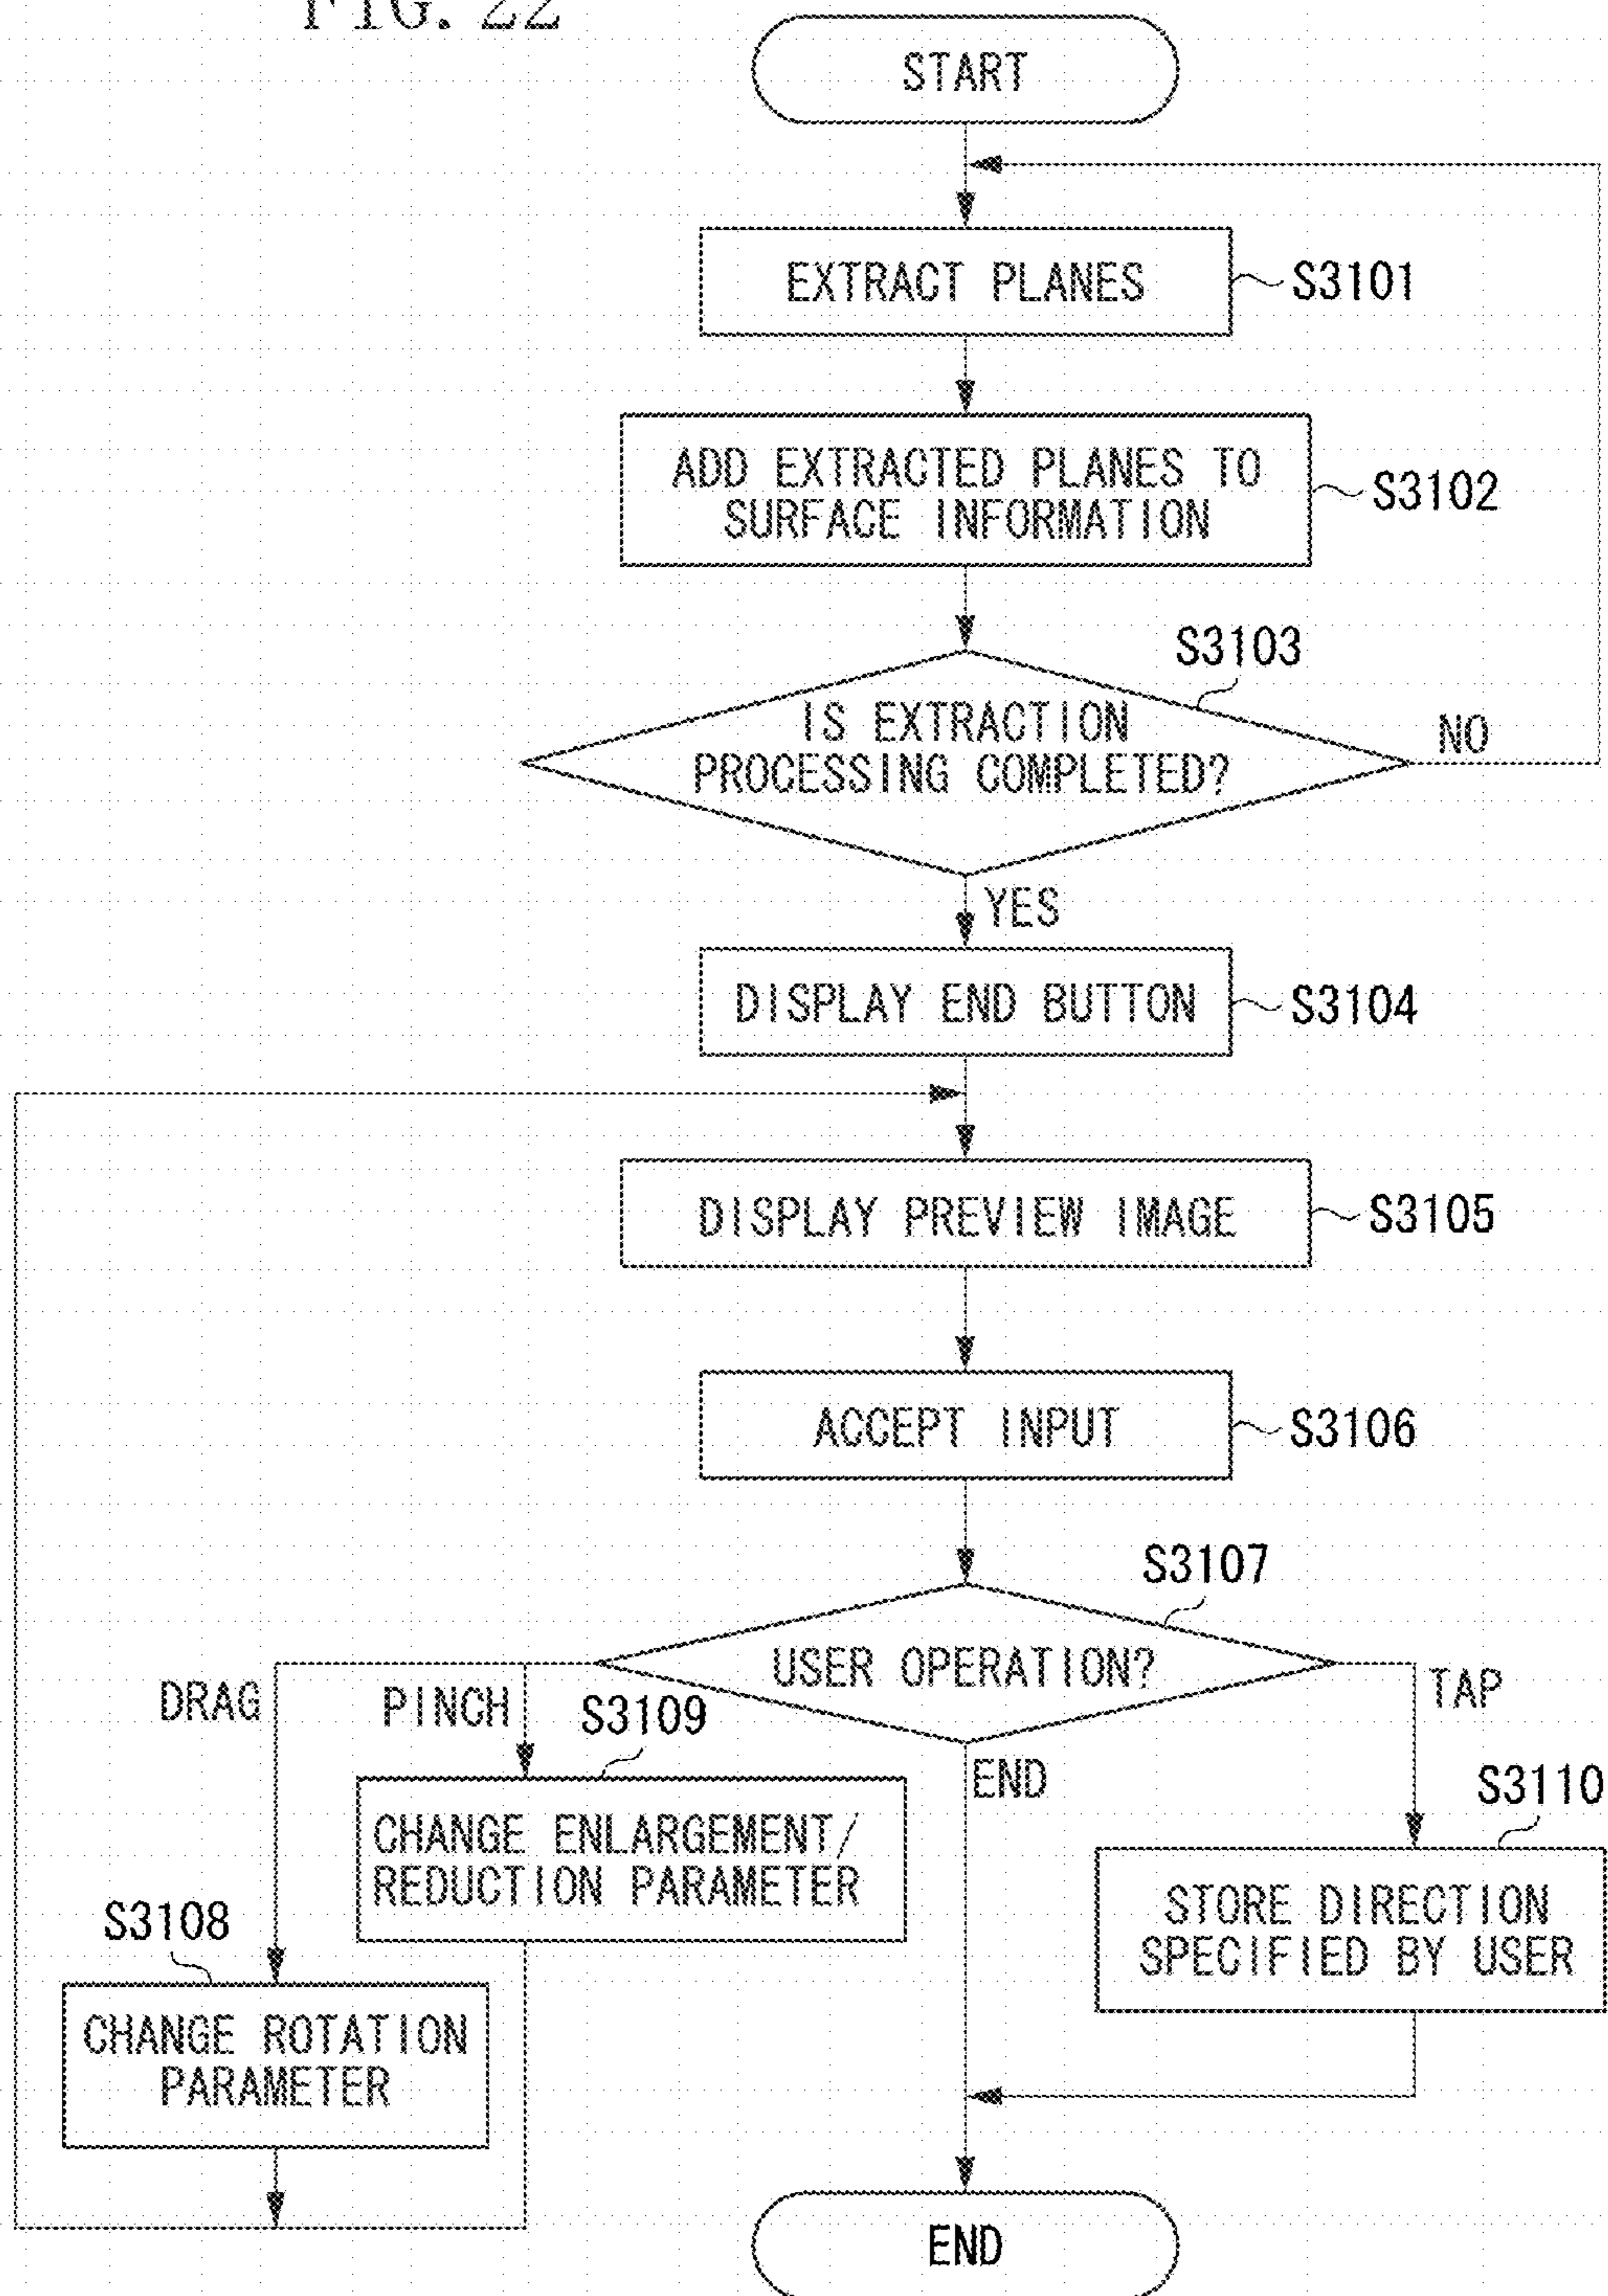 FIG. 22
START
EXTRACT PLANES
S3101
ADD EXTRACTED PLANES TO
SURFACE INFORMATION
S3102
S3103
IS EXTRACTION
PROCESSING COMPLETED?
NO
YES
DISPLAY END BUTTON
S3104
DISPLAY PREVIEW IMAGE
S3105
ACCEPT INPUT
S3106
S3107
USER OPERATION?
DRAG
PINCH
S3109
TAP
END
S3110
CHANGE ENLARGEMENT/
REDUCTION PARAMETER
STORE DIRECTION
SPECIFIED BY USER
S3108
CHANGE ROTATION
PARAMETER
END